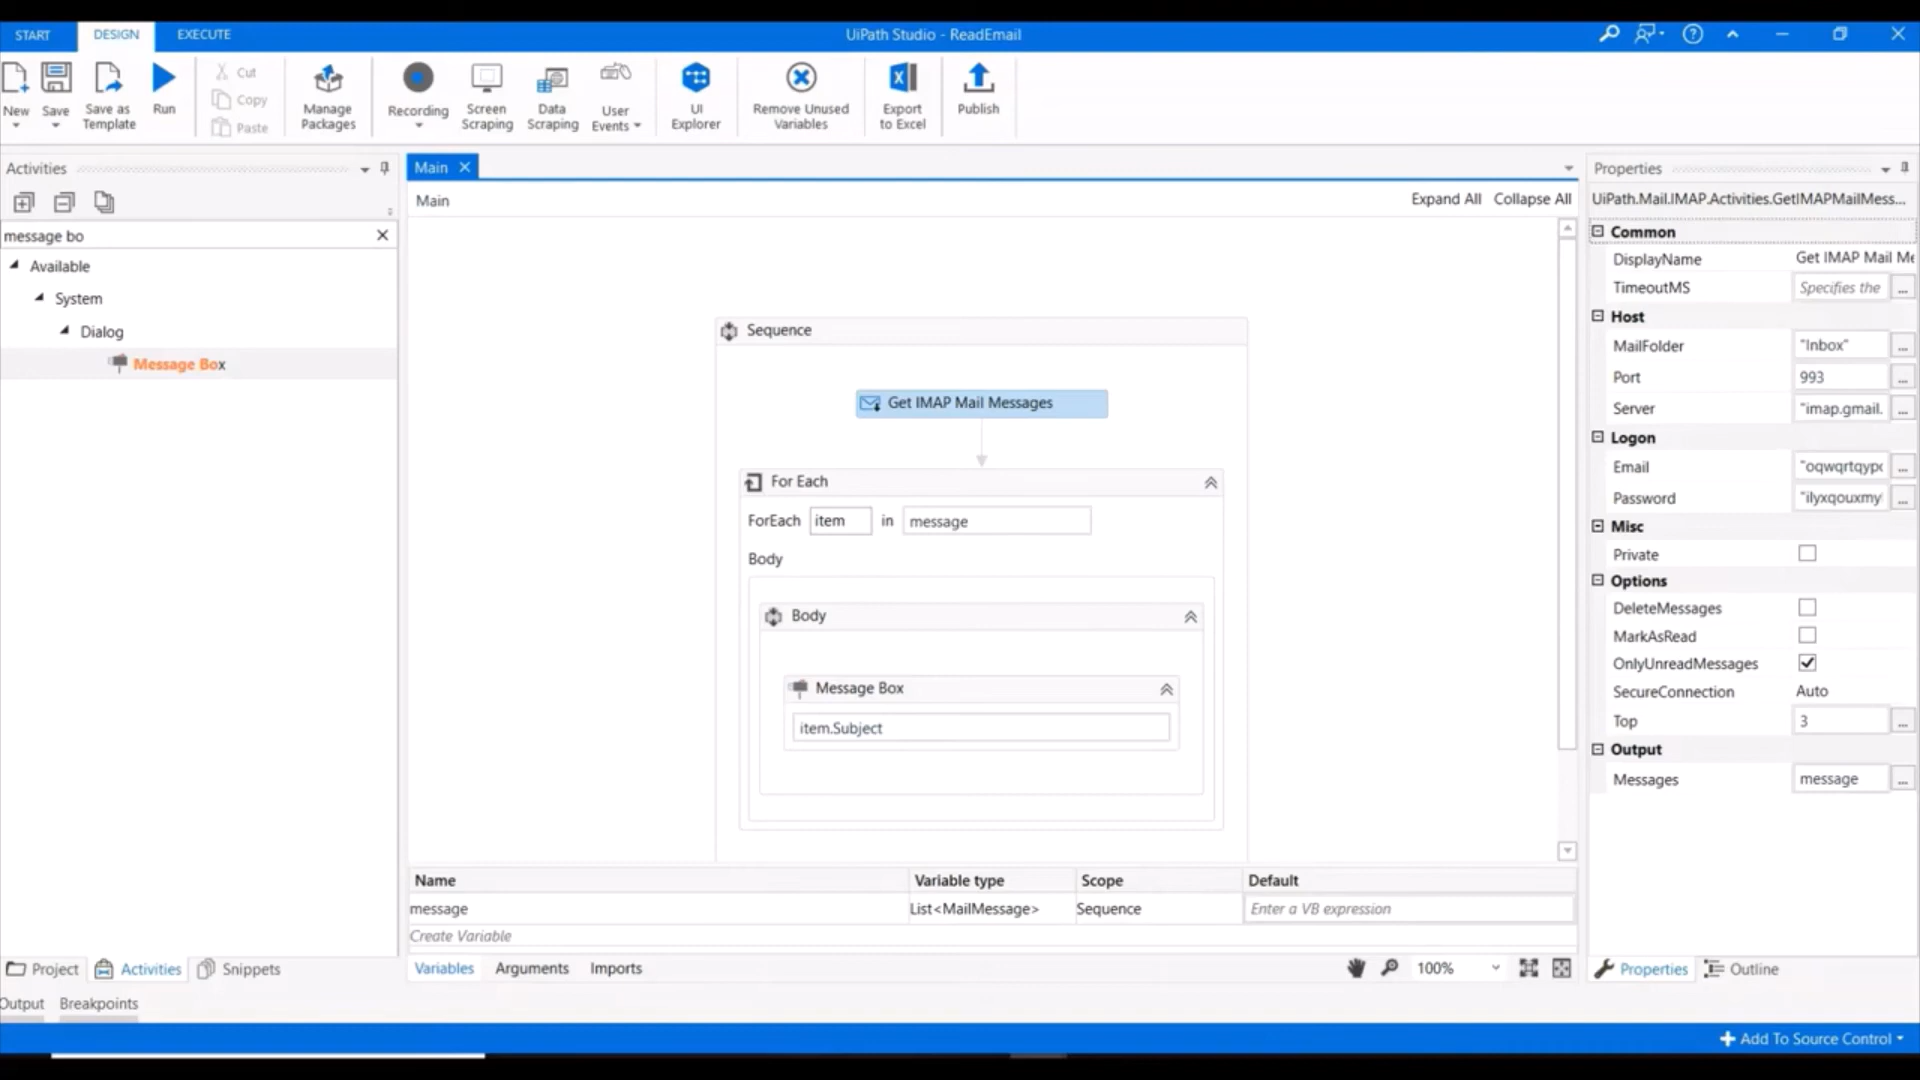 START DESIGN EXECUTE UiPath Studio - ReadEmail
New Save Save as Template Run Cut Copy Paste Manage Packages Recording Screen Scraping Data Scraping User Events UI Explorer Remove Unused Variables Export to Excel Publish
Activities
message bo
Available
System
Dialog
Message Box
Project Activities Snippets
Main
Main Expand All Collapse All
Sequence
Get IMAP Mail Messages
For Each
ForEach item in message
Body
Body
Message Box
item.Subject
Name Variable type Scope Default
message List<MailMessage> Sequence Enter a VB expression
Create Variable
Variables Arguments Imports 100%
Properties
UiPath.Mail.IMAP.Activities.GetIMAPMailMess...
Common
DisplayName Get IMAP Mail Me
TimeoutMS Specifies the ...
Host
MailFolder "Inbox" ...
Port 993 ...
Server "imap.gmail. ...
Logon
Email "oqwqrtqypc ...
Password "ilyxqouxmy ...
Misc
Private
Options
DeleteMessages
MarkAsRead
OnlyUnreadMessages
SecureConnection Auto
Top 3 ...
Output
Messages message ...
Properties Outline
Output Breakpoints
Add To Source Control